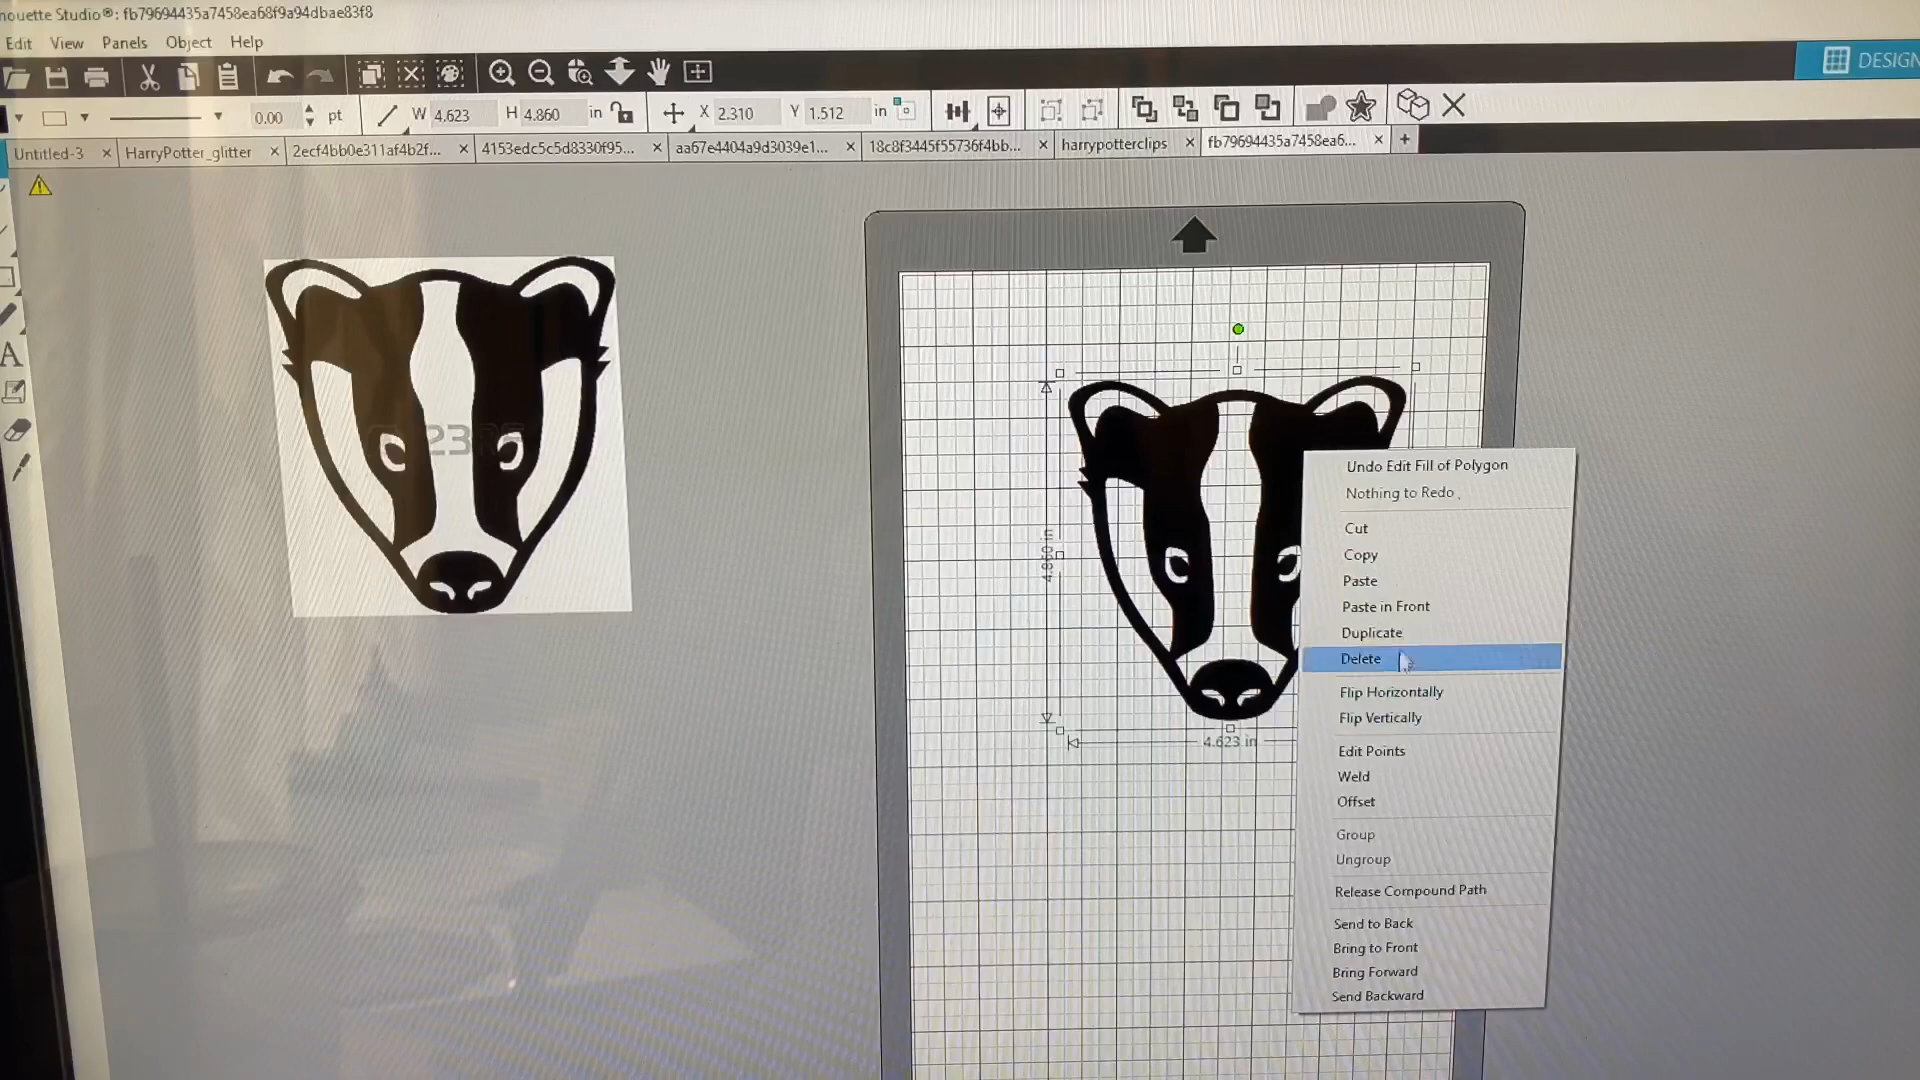 houette Studio®: fb79694435a7458ea68f9a94dbae83f8
Edit View Panels Object Help
DESIGN
0.00 pt W 4.623 H 4.860 in X 2.310 Y 1.512 in
Untitled-3 HarryPotter_glitter 2ecf4bb0e311af4b2f... 4153edc5c5d8330f95... aa67e4404a9d3039e1... 18c8f3445f55736f4bb... harrypotterclips fb79694435a7458ea6...
A
4.860 in
4.623 in
Undo Edit Fill of Polygon
Nothing to Redo
Cut
Copy
Paste
Paste in Front
Duplicate
Delete
Flip Horizontally
Flip Vertically
Edit Points
Weld
Offset
Group
Ungroup
Release Compound Path
Send to Back
Bring to Front
Bring Forward
Send Backward